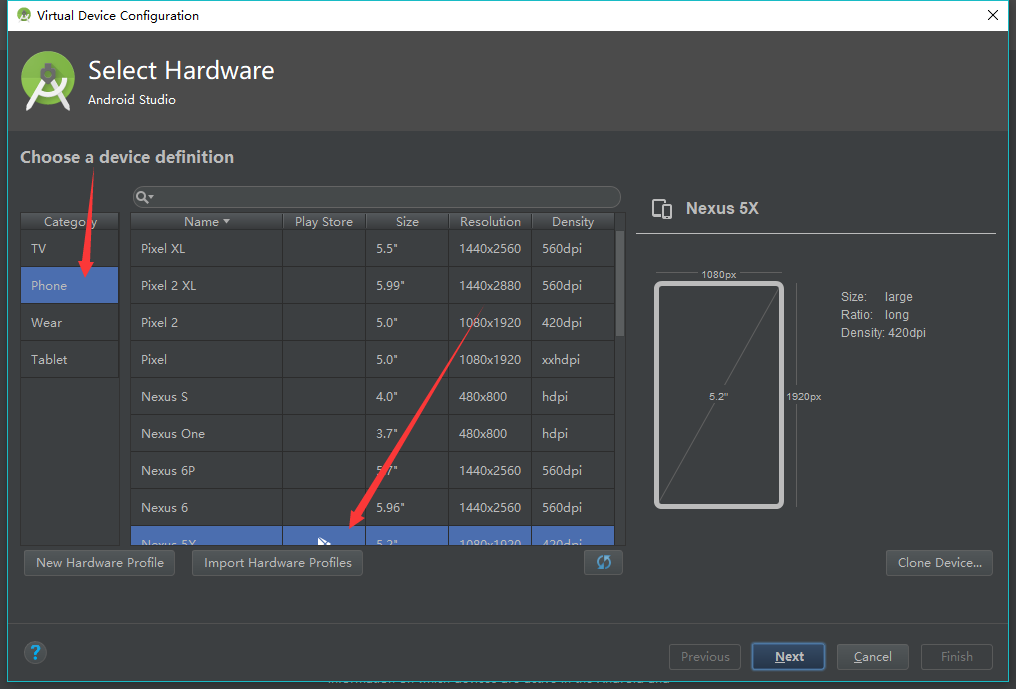 Virtual Device Configuration
Select Hardware
Android Studio
Choose a device definition
Category
TV
Phone
Wear
Tablet
Name Play Store Size Resolution Density
Pixel XL 5.5" 1440x2560 560dpi
Pixel 2 XL 5.99" 1440x2880 560dpi
Pixel 2 5.0" 1080x1920 420dpi
Pixel 5.0" 1080x1920 xxhdpi
Nexus S 4.0" 480x800 hdpi
Nexus One 3.7" 480x800 hdpi
Nexus 6P 5.7" 1440x2560 560dpi
Nexus 6 5.96" 1440x2560 560dpi
Nexus 5X 5.2" 1080x1920 420dpi
New Hardware Profile
Import Hardware Profiles
Nexus 5X
1080px
5.2"
1920px
Size: large
Ratio: long
Density: 420dpi
Clone Device...
?
Previous
Next
Cancel
Finish